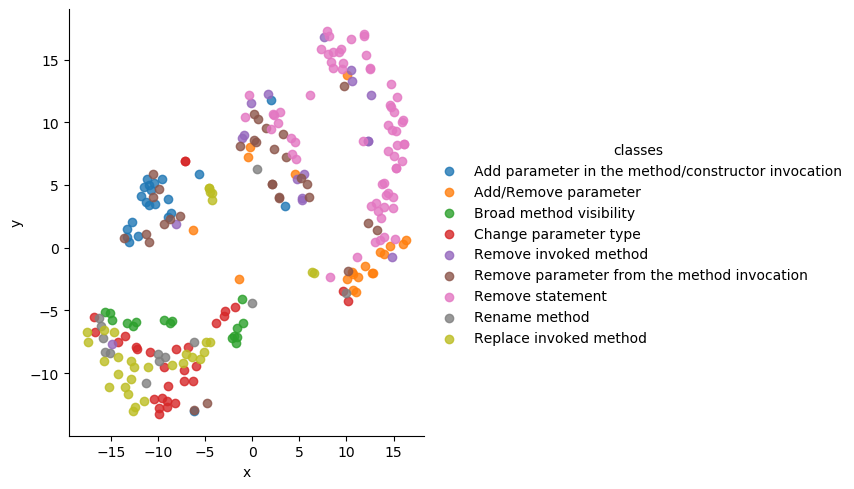 15
10
5
0
−5
−10
y
−15
−10
−5
0
5
10
15
x
classes
Add parameter in the method/constructor invocation
Add/Remove parameter
Broad method visibility
Change parameter type
Remove invoked method
Remove parameter from the method invocation
Remove statement
Rename method
Replace invoked method